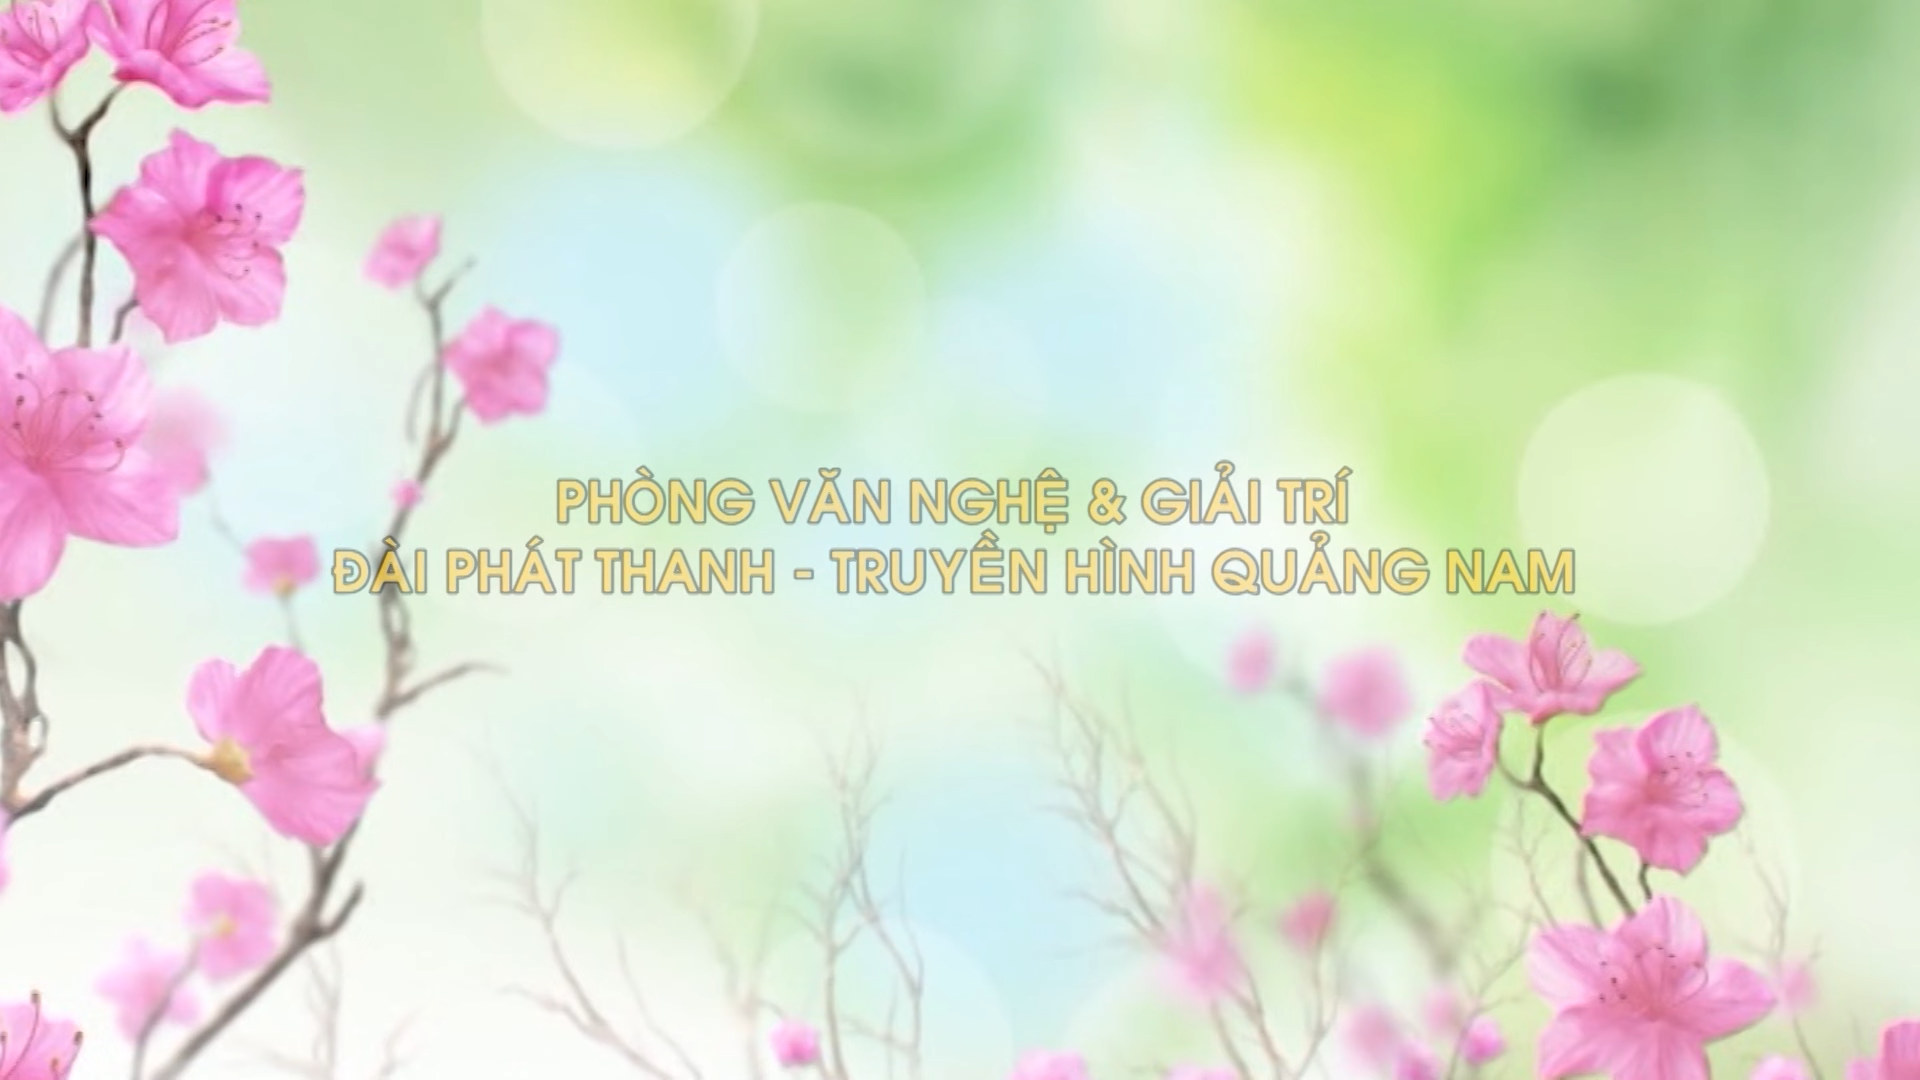 PHÒNG VĂN NGHỆ & GIẢI TRÍ
ĐÀI PHÁT THANH - TRUYỀN HÌNH QUẢNG NAM